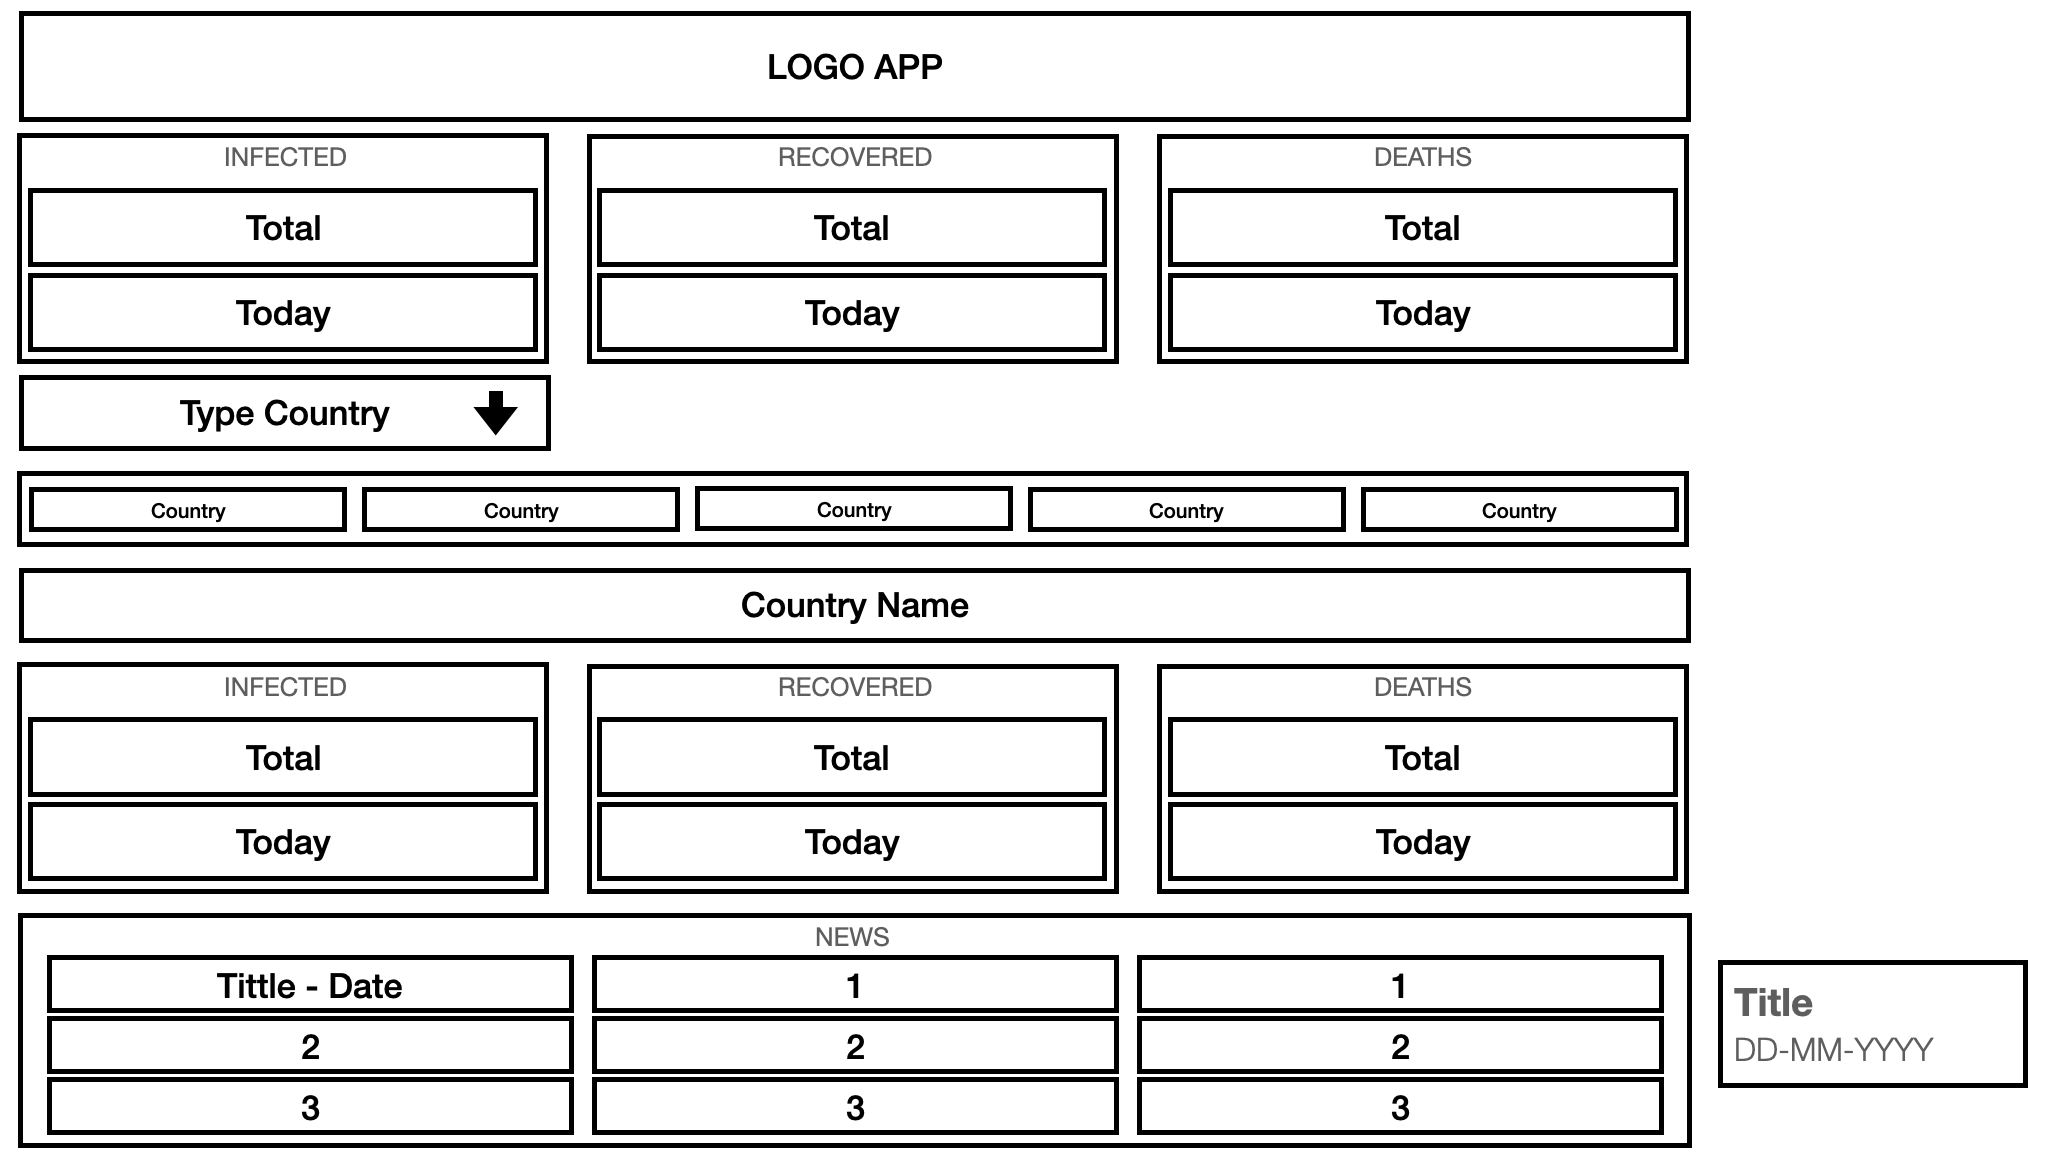 LOGO APP
INFECTED
Total
Today
RECOVERED
Total
Today
DEATHS
Total
Today
Type Country
Country
Country
Country
Country
Country
Country Name
INFECTED
Total
Today
RECOVERED
Total
Today
DEATHS
Total
Today
NEWS
Tittle - Date
1
1
2
2
2
3
3
3
Title
DD-MM-YYYY